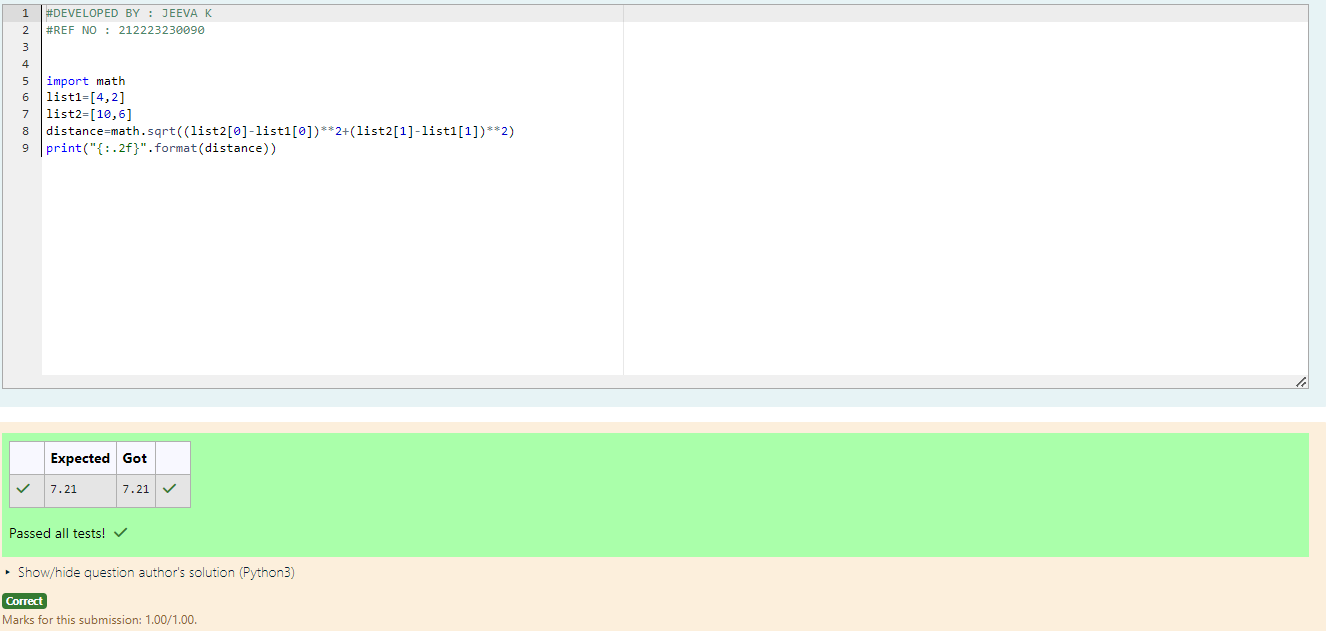 1 #DEVELOPED BY : JEEVA K
2 #REF NO : 212223230090
3
4
5 import math
6 list1=[4,2]
7 list2=[10,6]
8 distance=math.sqrt((list2[0]-list1[0])**2+(list2[1]-list1[1])**2)
9 print("{:.2f}".format(distance))
Expected Got
7.21 7.21
Passed all tests!
Show/hide question author's solution (Python3)
Correct
Marks for this submission: 1.00/1.00.